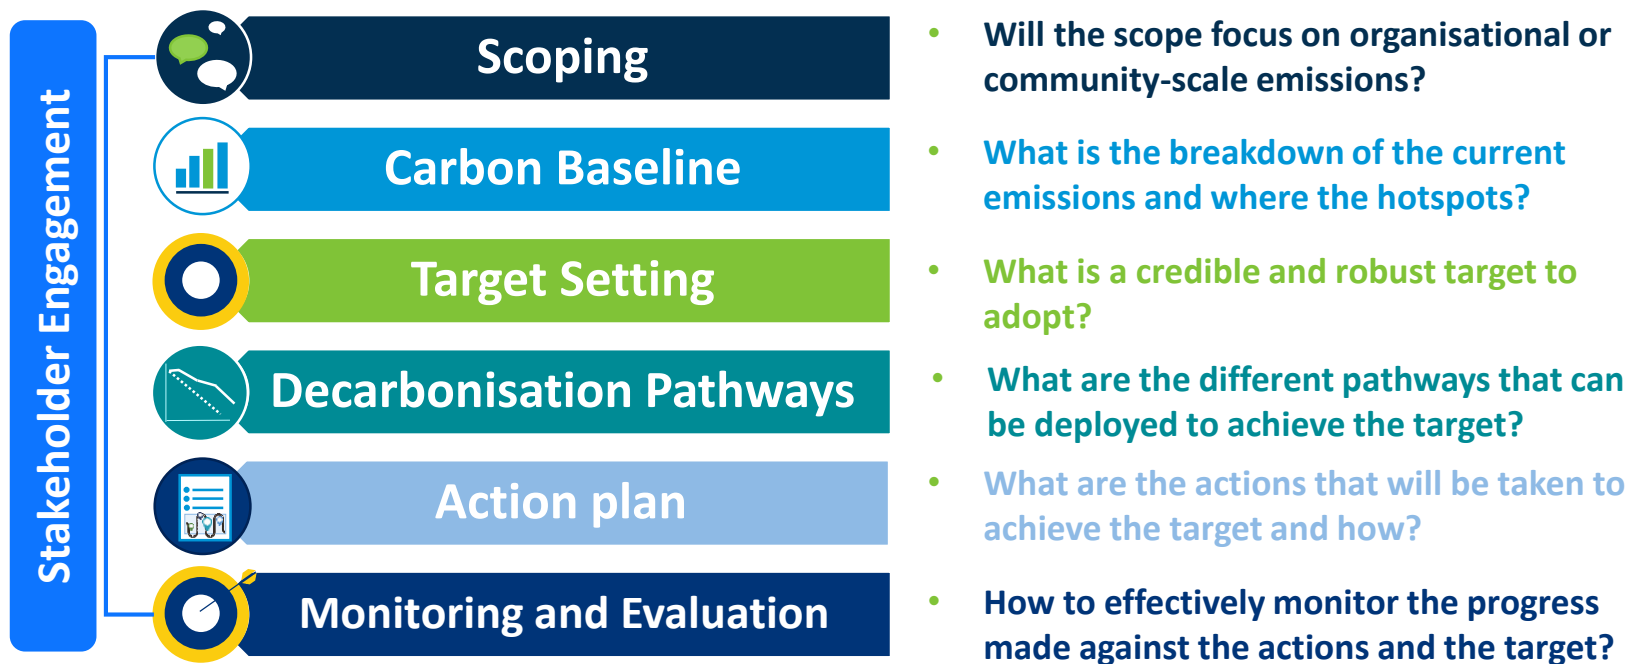 Stakeholder Engagement
Scoping
• Will the scope focus on organisational or
community-scale emissions?
Carbon Baseline
• What is the breakdown of the current
emissions and where the hotspots?
Target Setting
• What is a credible and robust target to
adopt?
Decarbonisation Pathways
• What are the different pathways that can
be deployed to achieve the target?
Action plan
• What are the actions that will be taken to
achieve the target and how?
Monitoring and Evaluation
• How to effectively monitor the progress
made against the actions and the target?